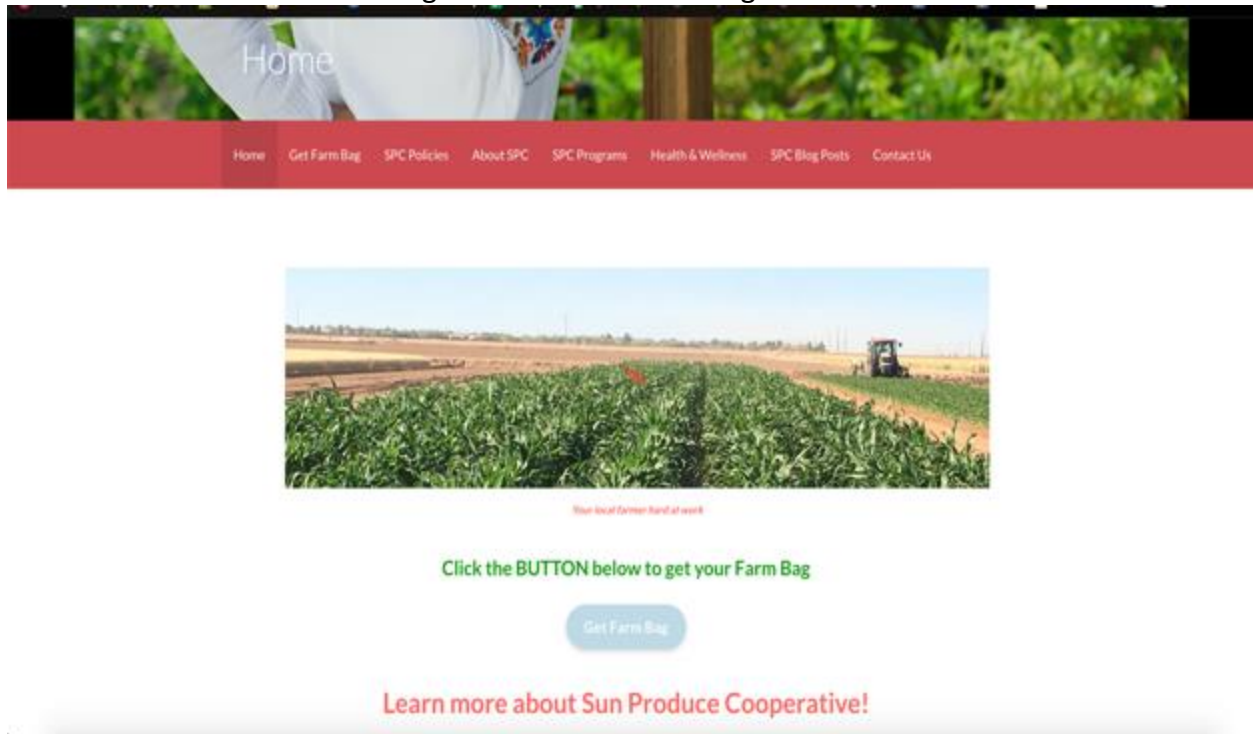 Home
Home Get Farm Bag SPC Policies About SPC SPC Programs Health & Wellness SPC Blog Posts Contact Us
Your local farmer hard at work
Click the BUTTON below to get your Farm Bag
Get Farm Bag
Learn more about Sun Produce Cooperative!